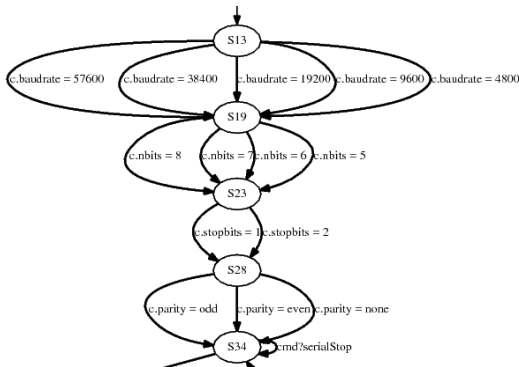 S13
c.baudrate = 57600
c.baudrate = 38400
c.baudrate = 19200
c.baudrate = 9600
c.baudrate = 4800
S19
c.nbits = 8
c.nbits = 7
c.nbits = 6
c.nbits = 5
S23
c.stopbits = 1
c.stopbits = 2
S28
c.parity = odd
c.parity = even
c.parity = none
S34
cmd?serialStop